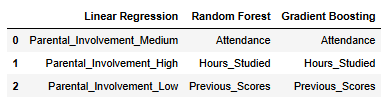 Linear Regression Random Forest Gradient Boosting
0 Parental_Involvement_Medium Attendance Attendance
1 Parental_Involvement_High Hours_Studied Hours_Studied
2 Parental_Involvement_Low Previous_Scores Previous_Scores